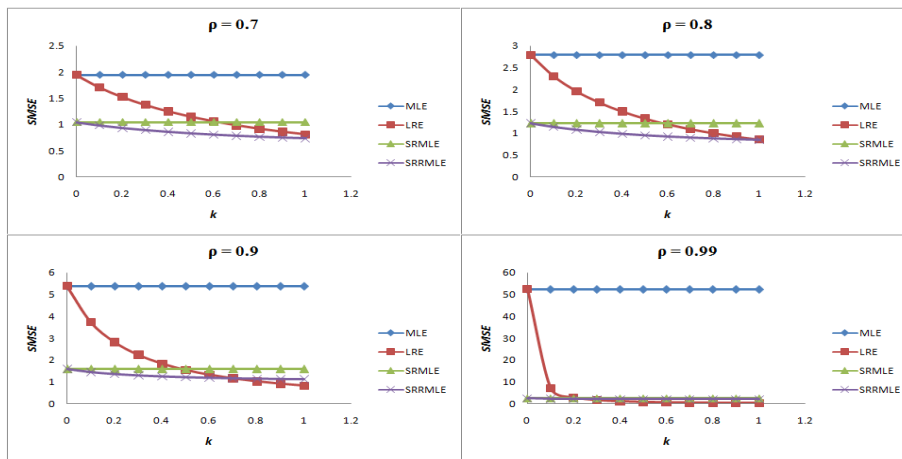 ρ = 0.7
2.5
2
1.5
1
0.5
0
SMSE
0 0.2 0.4 0.6 0.8 1 1.2
k
MLE
LRE
SRMLE
SRRMLE
ρ = 0.8
3
2.5
2
1.5
1
0.5
0
SMSE
0 0.2 0.4 0.6 0.8 1 1.2
k
MLE
LRE
SRMLE
SRRMLE
ρ = 0.9
6
5
4
3
2
1
0
SMSE
0 0.2 0.4 0.6 0.8 1 1.2
k
MLE
LRE
SRMLE
SRRMLE
ρ = 0.99
60
50
40
30
20
10
0
SMSE
0 0.2 0.4 0.6 0.8 1 1.2
k
MLE
LRE
SRMLE
SRRMLE